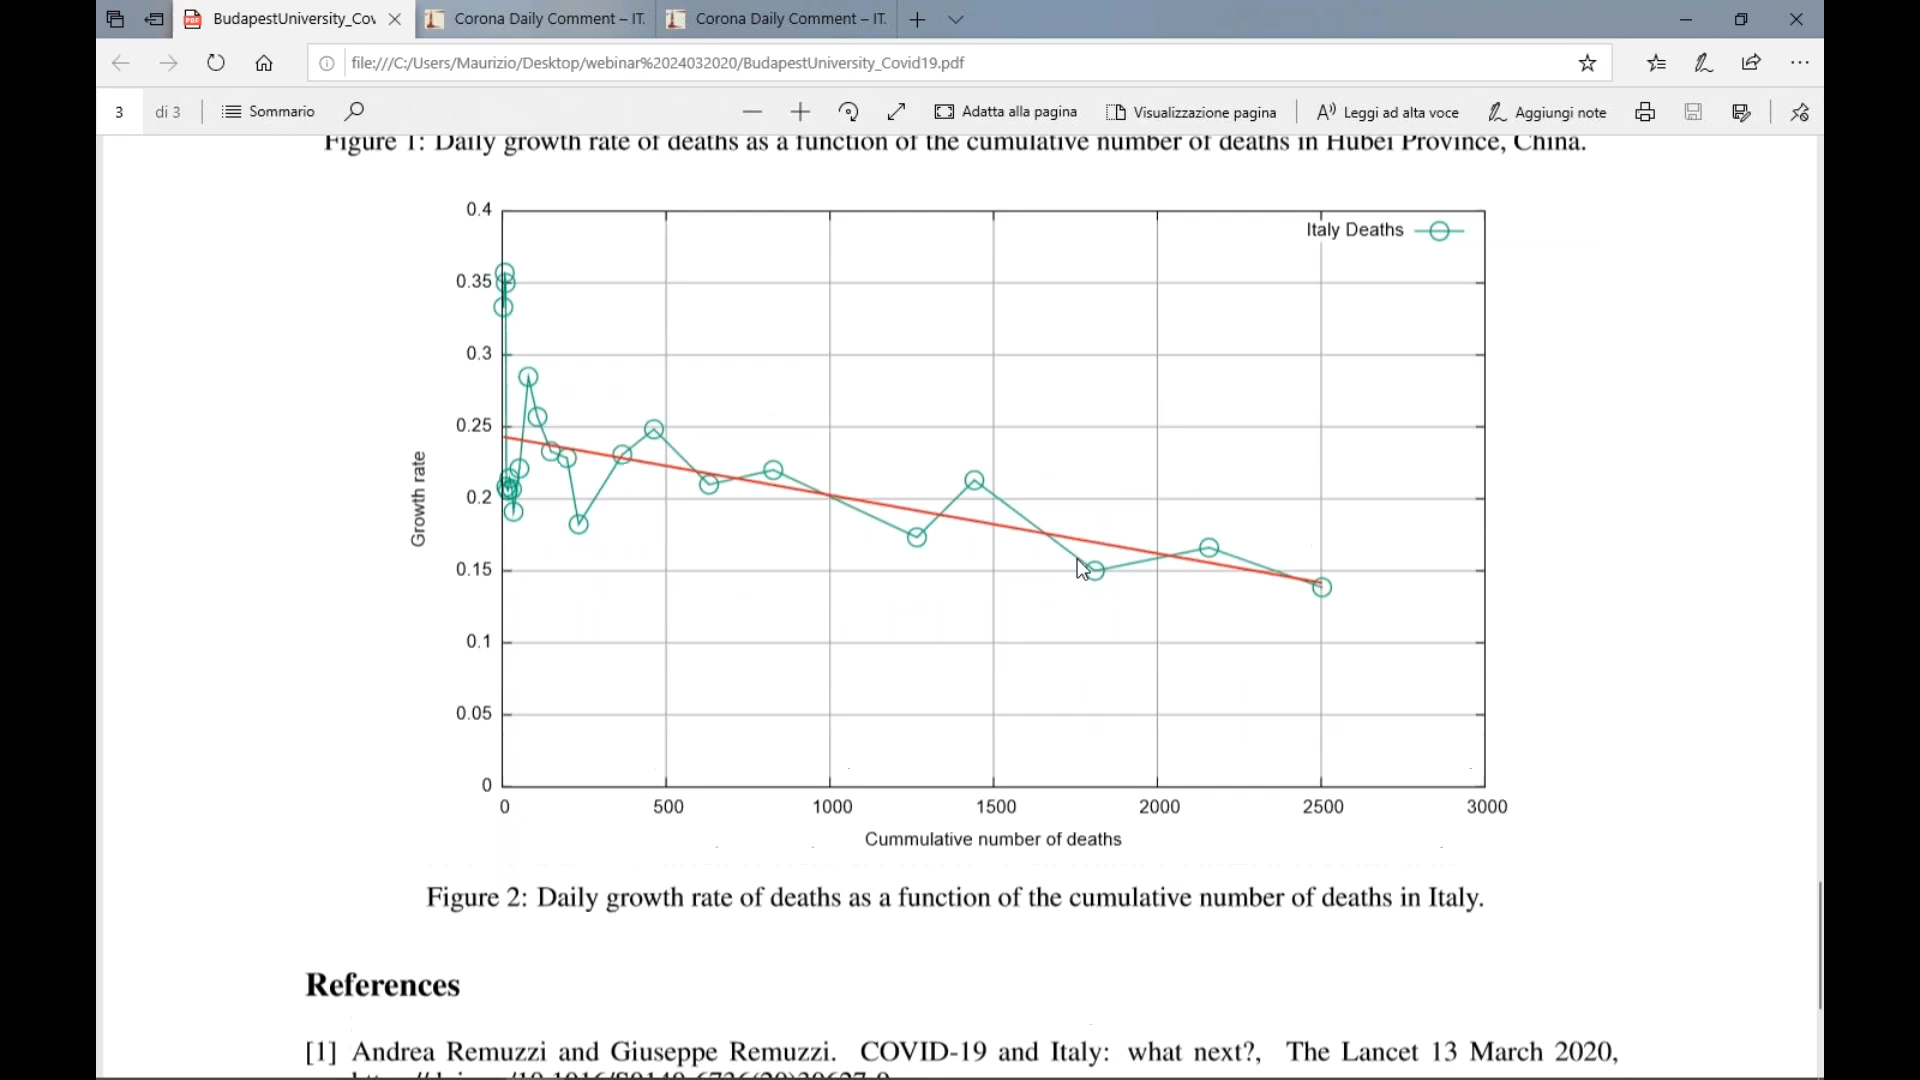 BudapestUniversity_Cov
Corona Daily Comment – IT.
Corona Daily Comment – IT.
file:///C:/Users/Maurizio/Desktop/webinar%2024032020/BudapestUniversity_Covid19.pdf
3 di 3 Sommario Adatta alla pagina Visualizzazione pagina Leggi ad alta voce Aggiungi note
Figure 1: Daily growth rate of deaths as a function of the cumulative number of deaths in Hubei Province, China.
0.4
Italy Deaths
0.35
0.3
0.25
Growth rate
0.2
0.15
0.1
0.05
0
0 500 1000 1500 2000 2500 3000
Cummulative number of deaths
Figure 2: Daily growth rate of deaths as a function of the cumulative number of deaths in Italy.
References
[1] Andrea Remuzzi and Giuseppe Remuzzi. COVID-19 and Italy: what next?, The Lancet 13 March 2020,